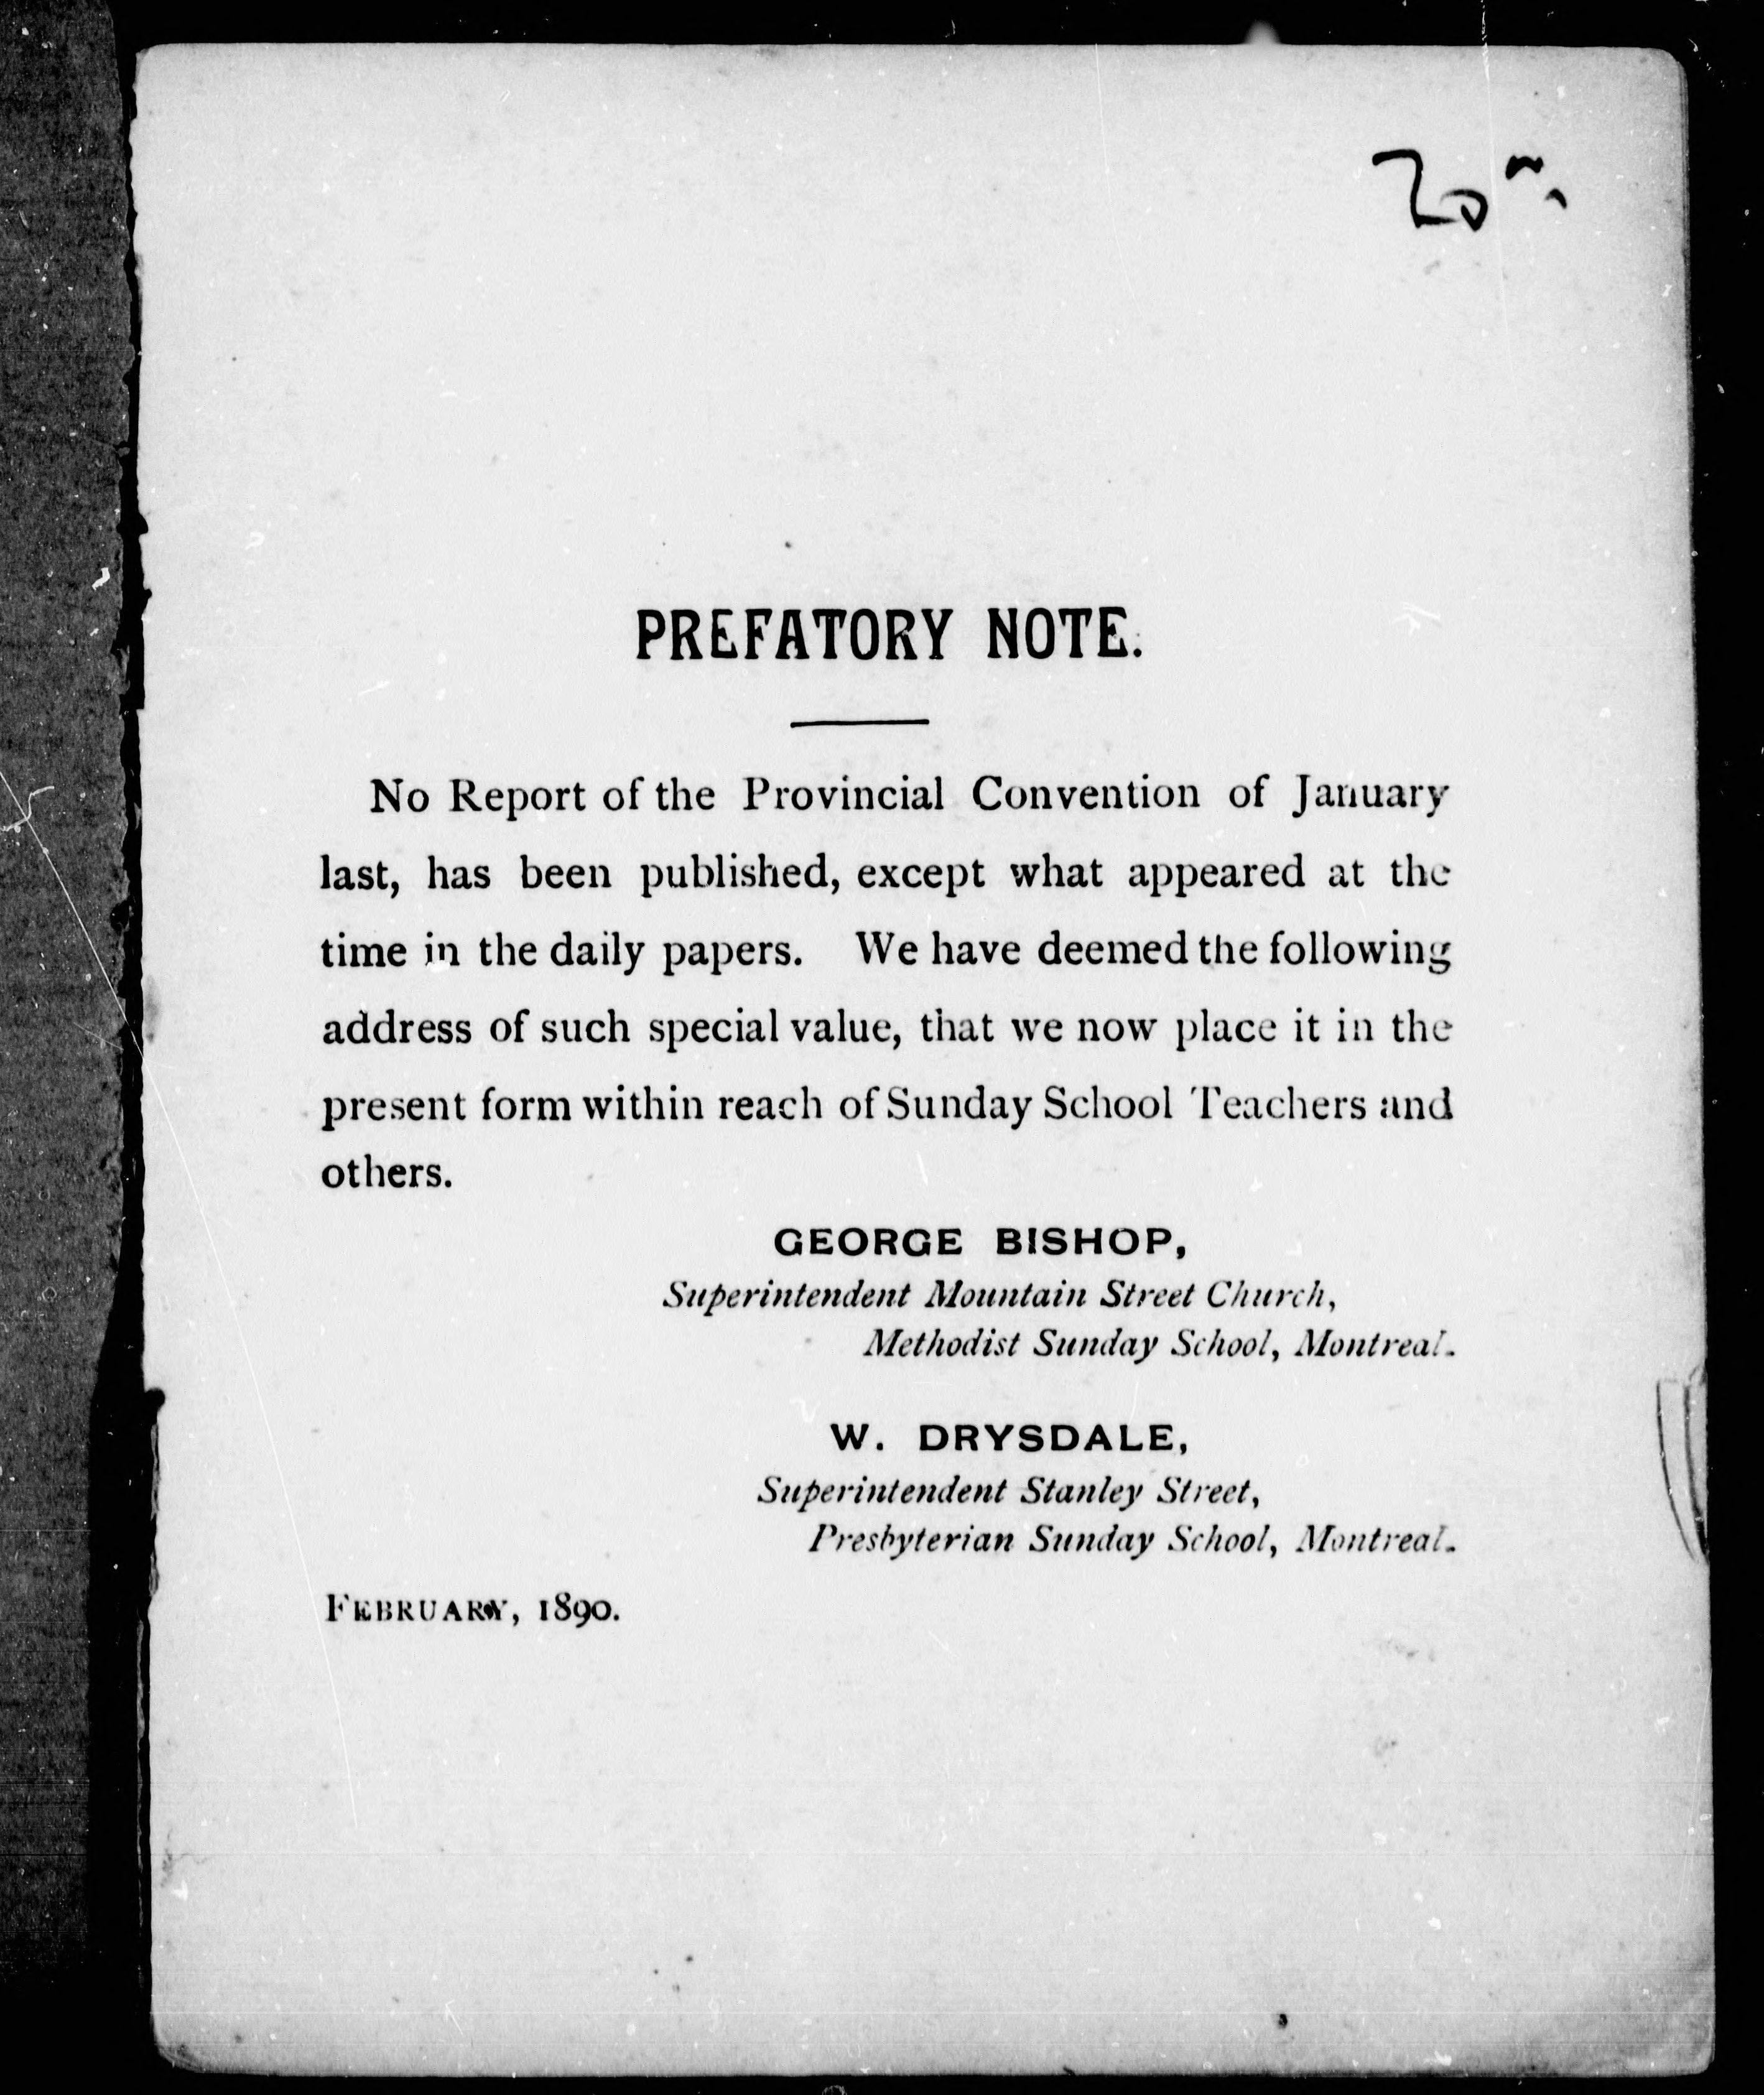 PREFATORY NOTE.
No Report of the Provincial Convention of January
last, has been published, except what appeared at the
time in the daily papers. We have deemed the following
address of such special value, that we now place it in the
present form within reach of Sunday School Teachers and
others.
GEORGE BISHOP,
Superintendent Mountain Street Church,
Methodist Sunday School, Montreal.
W. DRYSDALE,
Superintendent Stanley Street,
Presbyterian Sunday School, Montreal.
FEBRUARY, 1890.